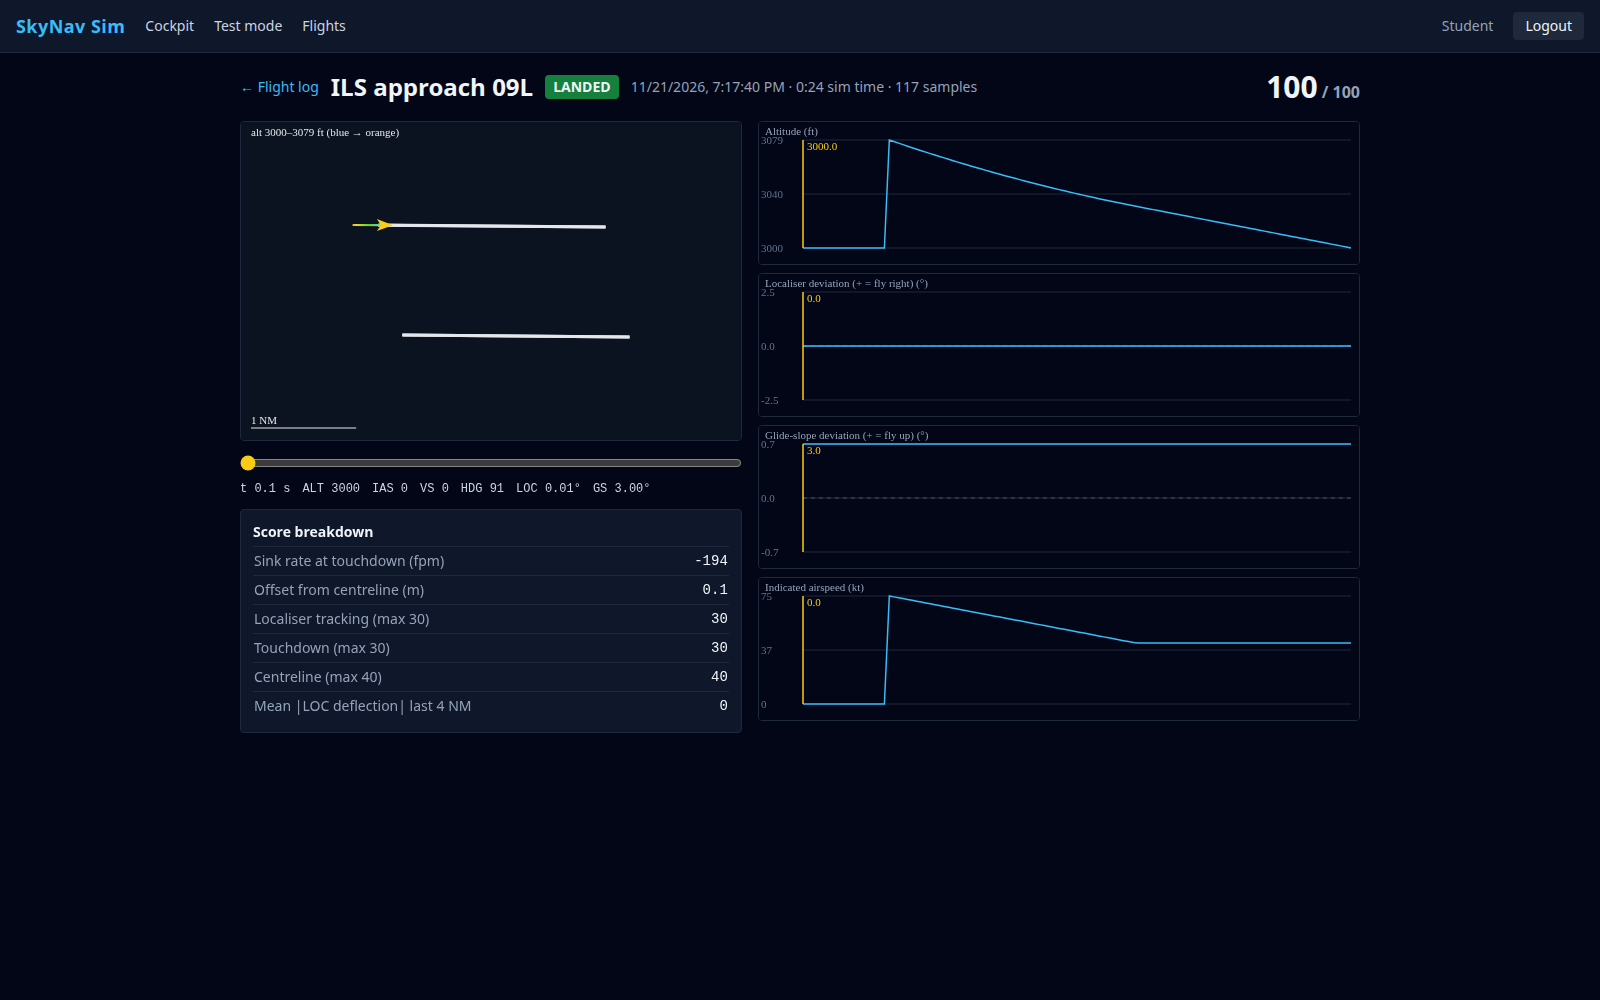 SkyNav Sim Cockpit Test mode Flights Student Logout
← Flight log ILS approach 09L LANDED 11/21/2026, 7:17:40 PM · 0:24 sim time · 117 samples 100 / 100
alt 3000–3079 ft (blue → orange)
1 NM
t 0.1 s ALT 3000 IAS 0 VS 0 HDG 91 LOC 0.01° GS 3.00°
Score breakdown
Sink rate at touchdown (fpm) -194
Offset from centreline (m) 0.1
Localiser tracking (max 30) 30
Touchdown (max 30) 30
Centreline (max 40) 40
Mean |LOC deflection| last 4 NM 0
Altitude (ft)
3079
3000.0
3040
3000
Localiser deviation (+ = fly right) (°)
2.5
0.0
0.0
-2.5
Glide-slope deviation (+ = fly up) (°)
0.7
3.0
0.0
-0.7
Indicated airspeed (kt)
75
0.0
37
0